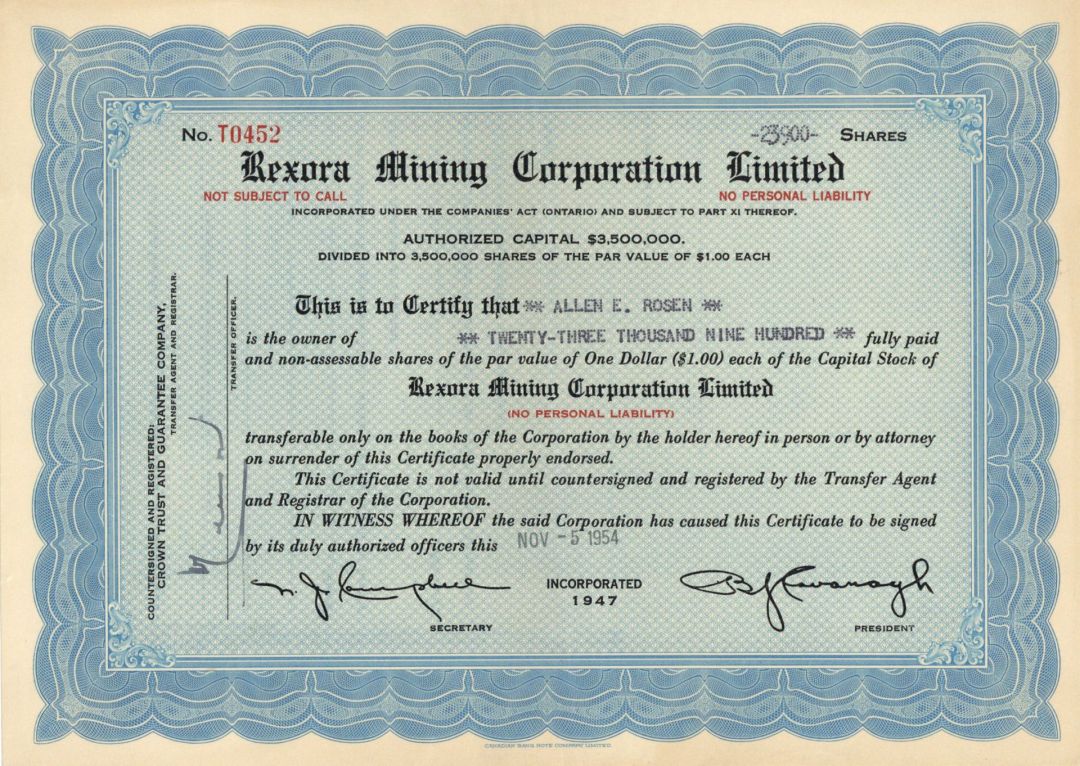 No. T0452 -23900- SHARES
Rexora Mining Corporation Limited
NOT SUBJECT TO CALL NO PERSONAL LIABILITY
INCORPORATED UNDER THE COMPANIES' ACT (ONTARIO) AND SUBJECT TO PART XI THEREOF.
AUTHORIZED CAPITAL $3,500,000.
DIVIDED INTO 3,500,000 SHARES OF THE PAR VALUE OF $1.00 EACH
This is to Certify that ** ALLEN E. ROSEN **
is the owner of ** TWENTY-THREE THOUSAND NINE HUNDRED ** fully paid
and non-assessable shares of the par value of One Dollar ($1.00) each of the Capital Stock of
Rexora Mining Corporation Limited
(NO PERSONAL LIABILITY)
transferable only on the books of the Corporation by the holder hereof in person or by attorney
on surrender of this Certificate properly endorsed.
This Certificate is not valid until countersigned and registered by the Transfer Agent
and Registrar of the Corporation.
IN WITNESS WHEREOF the said Corporation has caused this Certificate to be signed
by its duly authorized officers this NOV -5 1954
N. J. Campbell INCORPORATED B J Kavanagh
1947
SECRETARY PRESIDENT
COUNTERSIGNED AND REGISTERED:
CROWN TRUST AND GUARANTEE COMPANY,
TRANSFER AGENT AND REGISTRAR.
TRANSFER OFFICER.
CANADIAN BANK NOTE COMPANY LIMITED.